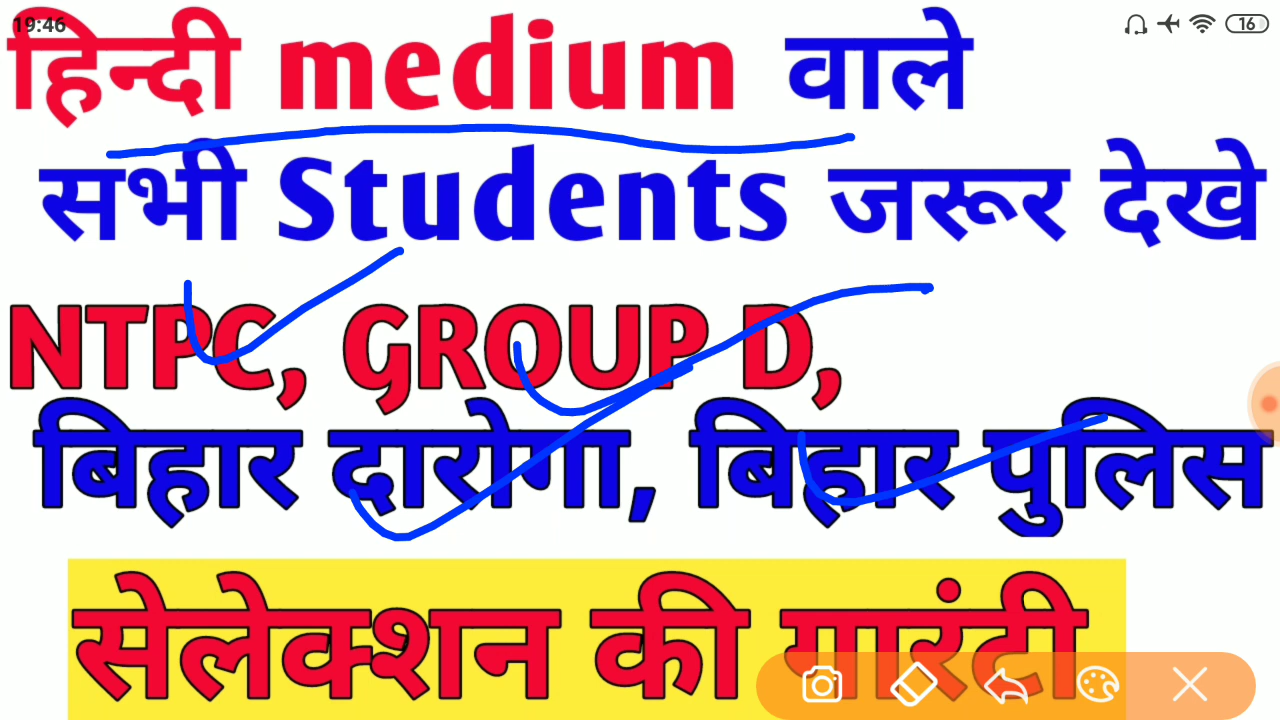 19:46
16
हिन्दी medium वाले
सभी Students जरूर देखे
NTPC, GROUP D,
बिहार दारोगा, बिहार पुलिस
सेलेक्शन की गारंटी